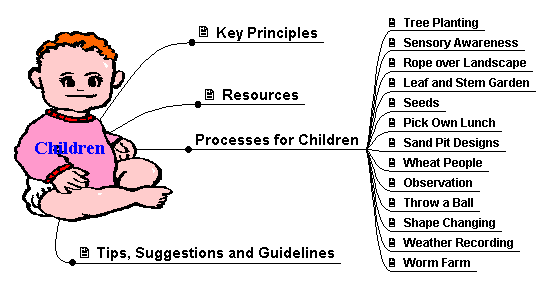 Children
Key Principles
Resources
Processes for Children
Tree Planting
Sensory Awareness
Rope over Landscape
Leaf and Stem Garden
Seeds
Pick Own Lunch
Sand Pit Designs
Wheat People
Observation
Throw a Ball
Shape Changing
Weather Recording
Worm Farm
Tips, Suggestions and Guidelines